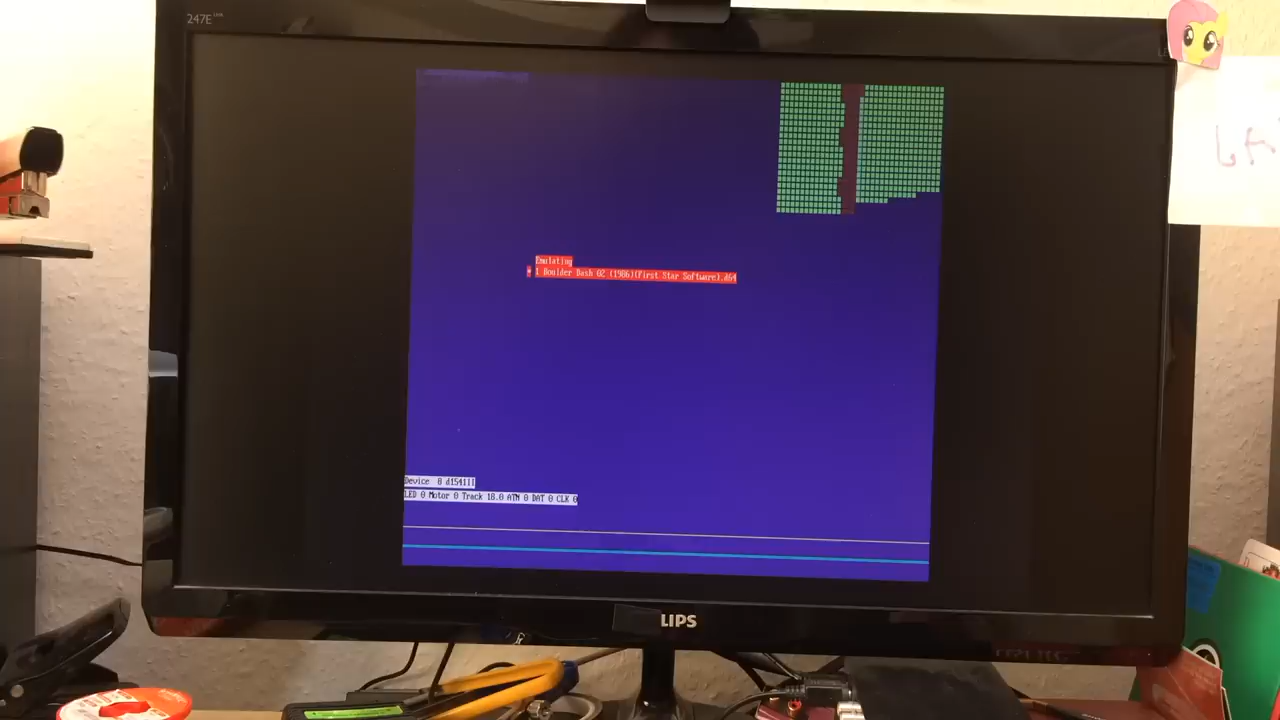 247E
Emulating
* 1 Boulder Dash 02 (1986)(First Star Software).d64
Device  8 d1541II
LED 0 Motor 0 Track 18.0 ATN 0 DAT 0 CLK 0
LIPS